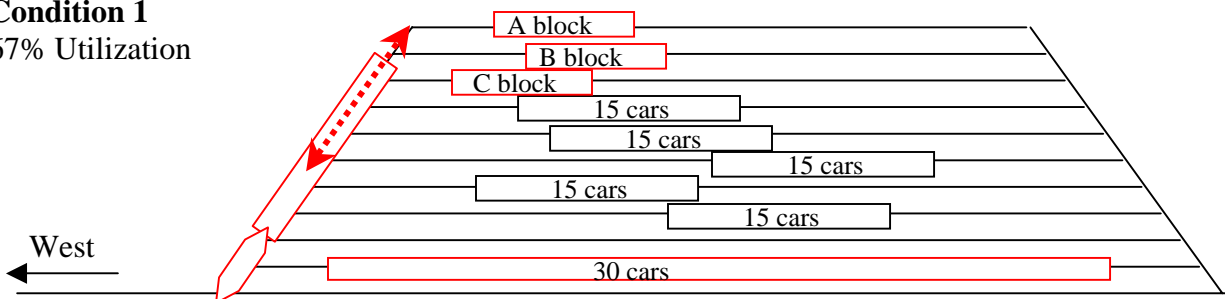 Condition 1
67% Utilization
A block
B block
C block
15 cars
15 cars
15 cars
15 cars
15 cars
West
30 cars